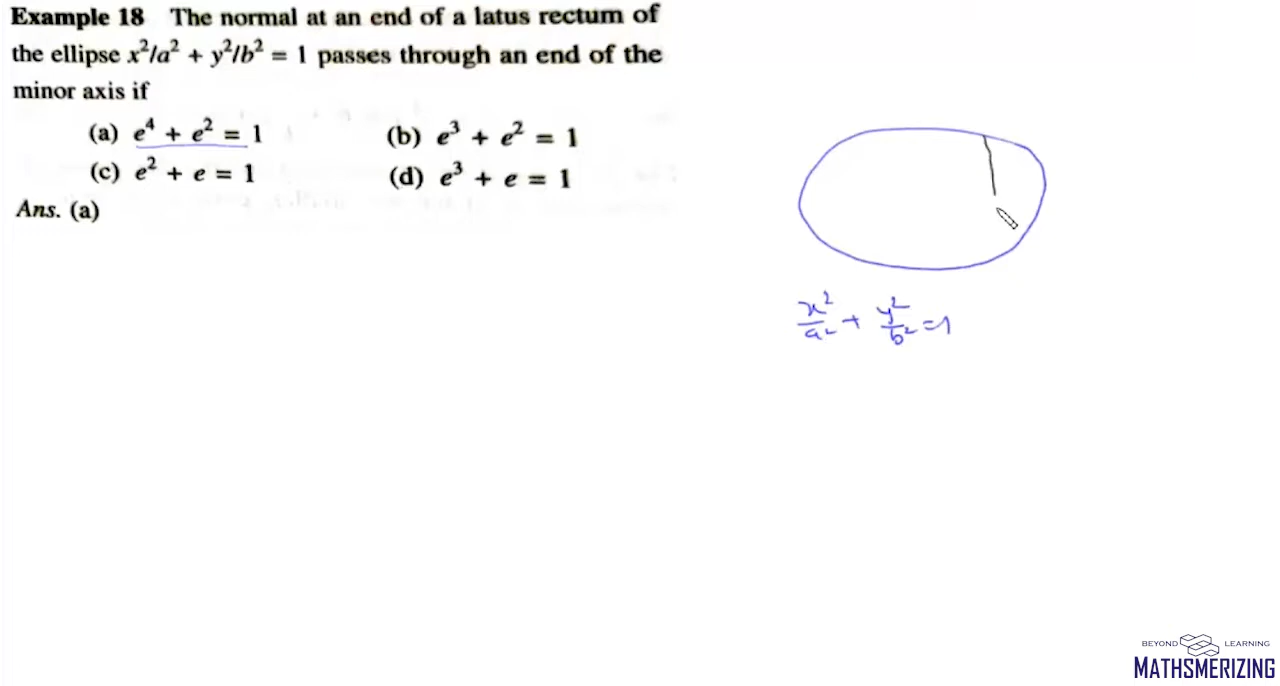 Example 18 The normal at an end of a latus rectum of
the ellipse x²/a² + y²/b² = 1 passes through an end of the
minor axis if
(a) e⁴ + e² = 1 (b) e³ + e² = 1
(c) e² + e = 1 (d) e³ + e = 1
Ans. (a)
x²/a² + y²/b² = 1
BEYOND LEARNING
MATHSMERIZING